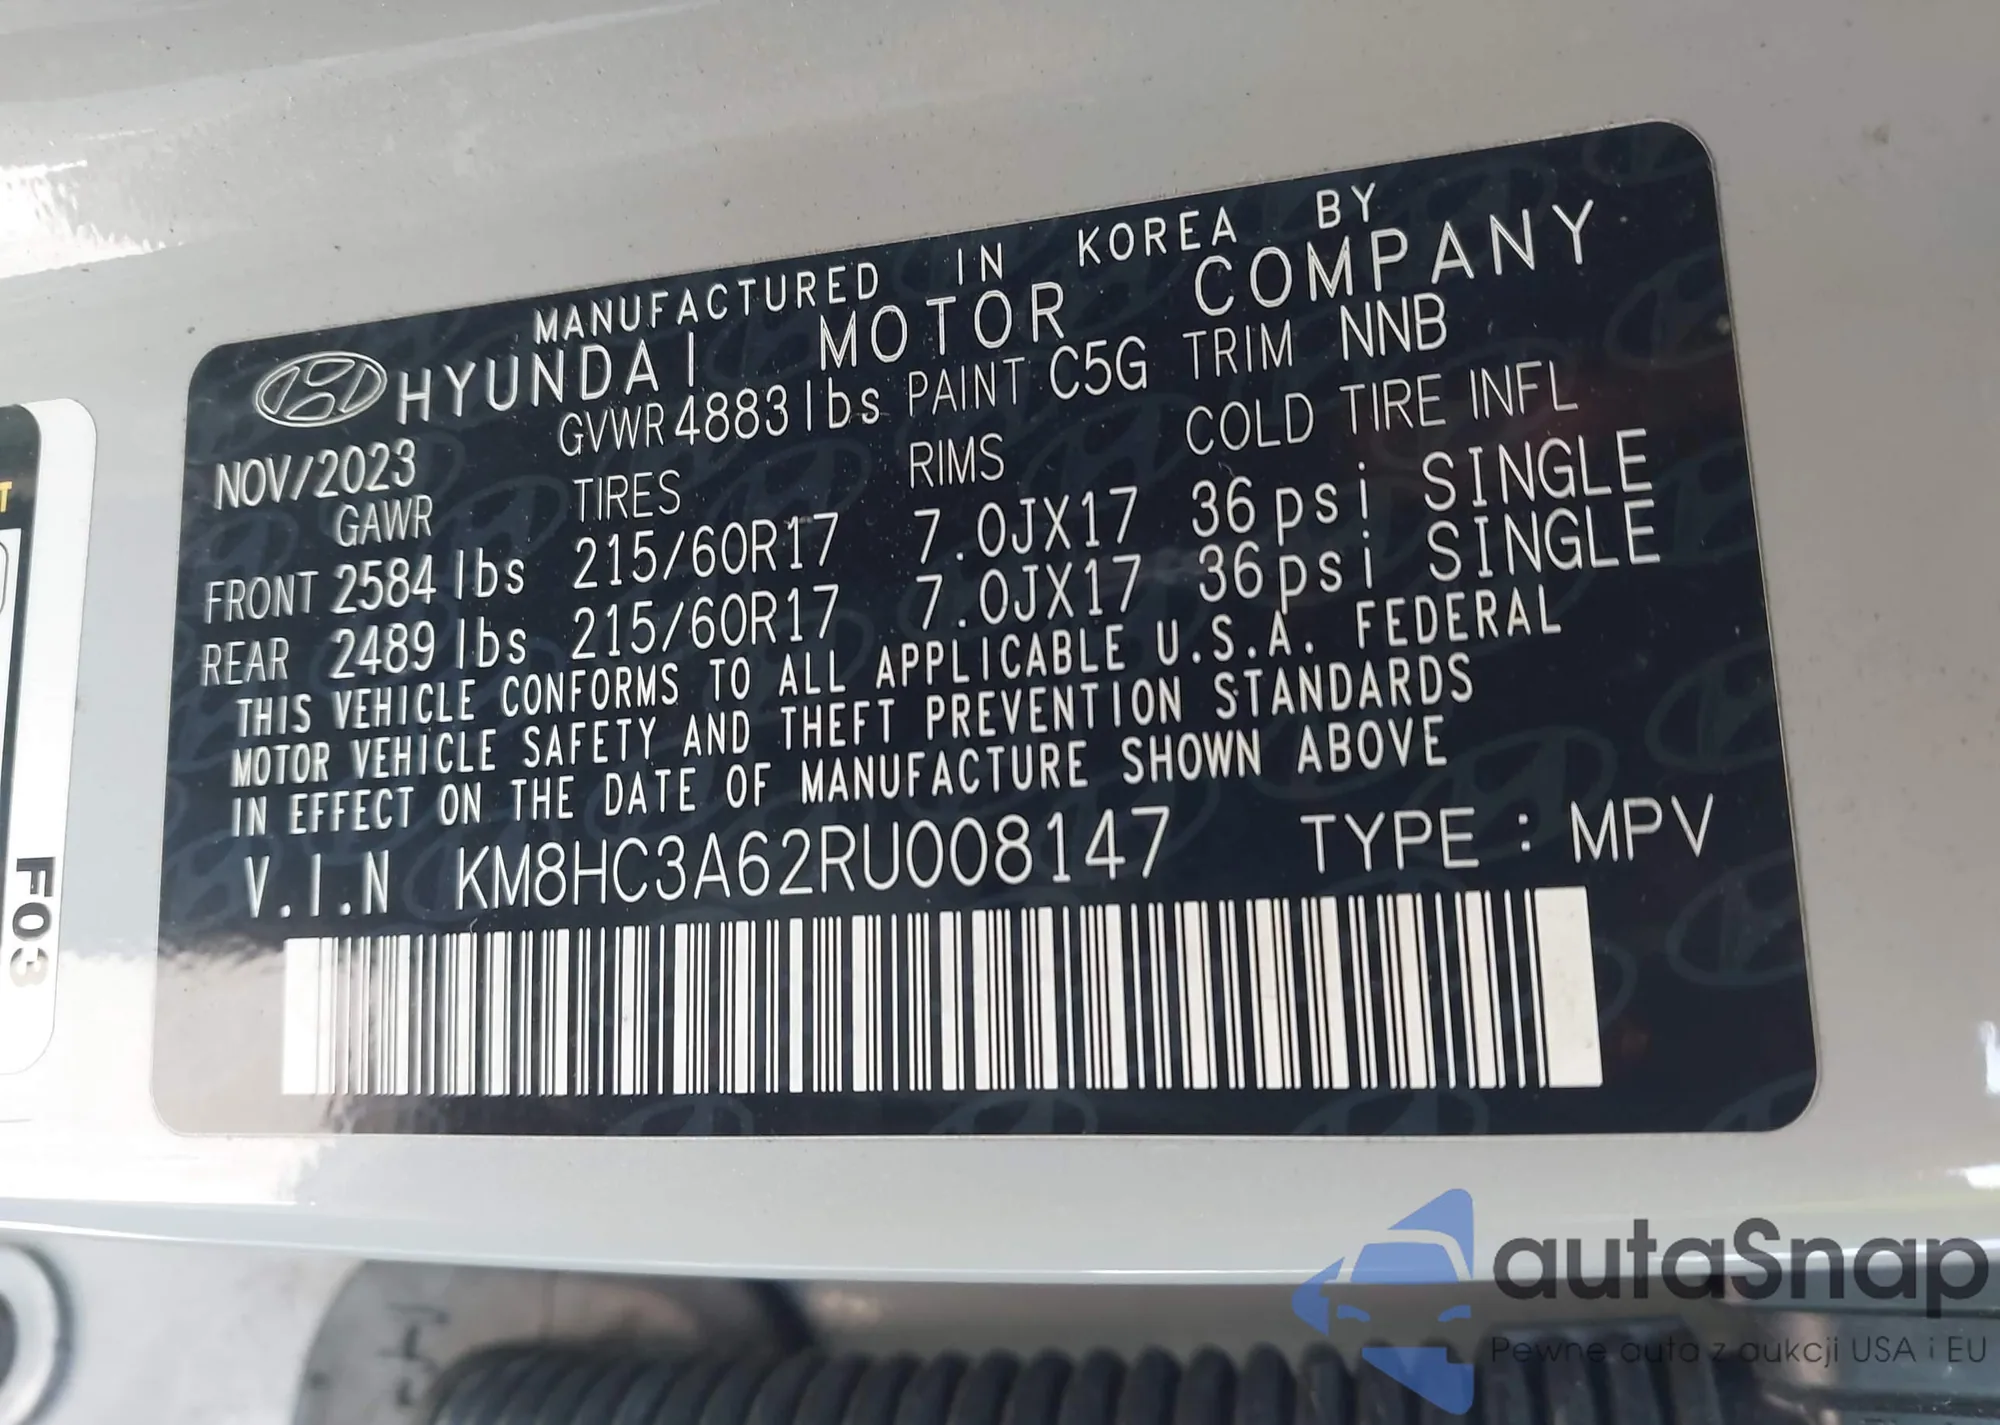 MANUFACTURED IN KOREA BY
HYUNDAI MOTOR COMPANY
NOV/2023 GVWR 4883 lbs PAINT C5G TRIM NNB
GAWR TIRES RIMS COLD TIRE INFL
FRONT 2584 lbs 215/60R17 7.0JX17 36 psi SINGLE
REAR 2489 lbs 215/60R17 7.0JX17 36psi SINGLE
THIS VEHICLE CONFORMS TO ALL APPLICABLE U.S.A. FEDERAL
MOTOR VEHICLE SAFETY AND THEFT PREVENTION STANDARDS
IN EFFECT ON THE DATE OF MANUFACTURE SHOWN ABOVE
V.I.N KM8HC3A62RU008147 TYPE : MPV
T
F03
autaSnap
Pewne auta z aukcji USA i EU